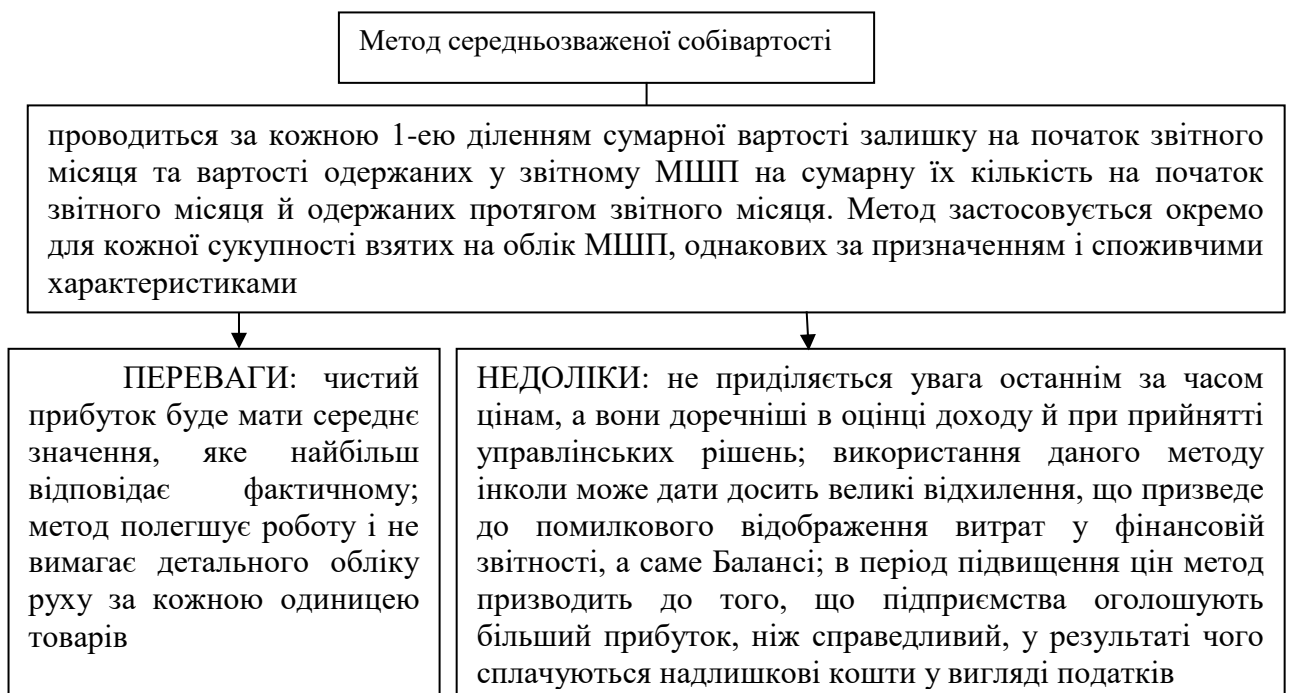 Метод середньозваженої собівартості
проводиться за кожною 1-ею діленням сумарної вартості залишку на початок звітного
місяця та вартості одержаних у звітному МШП на сумарну їх кількість на початок
звітного місяця й одержаних протягом звітного місяця. Метод застосовується окремо
для кожної сукупності взятих на облік МШП, однакових за призначенням і споживчими
характеристиками
ПЕРЕВАГИ: чистий
прибуток буде мати середнє
значення, яке найбільш
відповідає фактичному;
метод полегшує роботу і не
вимагає детального обліку
руху за кожною одиницею
товарів
НЕДОЛІКИ: не приділяється увага останнім за часом
цінам, а вони доречніші в оцінці доходу й при прийнятті
управлінських рішень; використання даного методу
інколи може дати досить великі відхилення, що призведе
до помилкового відображення витрат у фінансовій
звітності, а саме Балансі; в період підвищення цін метод
призводить до того, що підприємства оголошують
більший прибуток, ніж справедливий, у результаті чого
сплачуються надлишкові кошти у вигляді податків